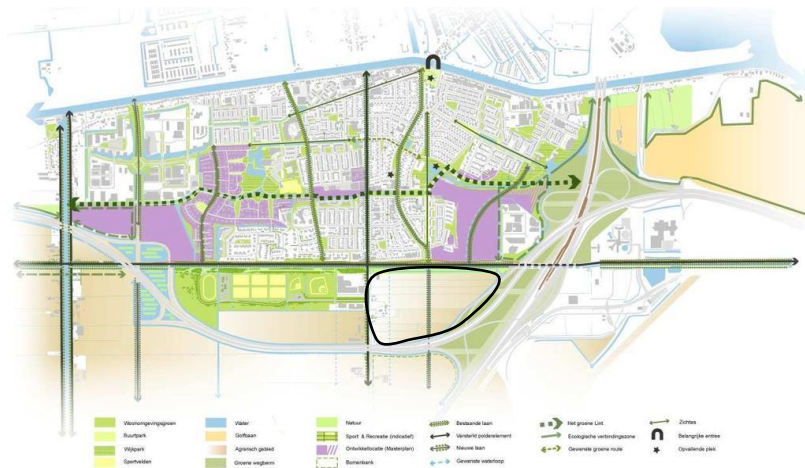 Woonomgevingsgroen
Buurtpark
Wijkpark
Sportvelden
Water
Golfbaan
Agrarisch gebied
Groene wegberm
Natuur
Sport & Recreatie (indicatief)
Ontwikkellocatie (Masterplan)
Bomenbank
Bestaande laan
Versterkt polderelement
Nieuwe laan
Gewenste waterloop
Het groene Lint
Ecologische verbindingszone
Gewenste groene route
Zichtas
Belangrijke entree
Opvallende plek